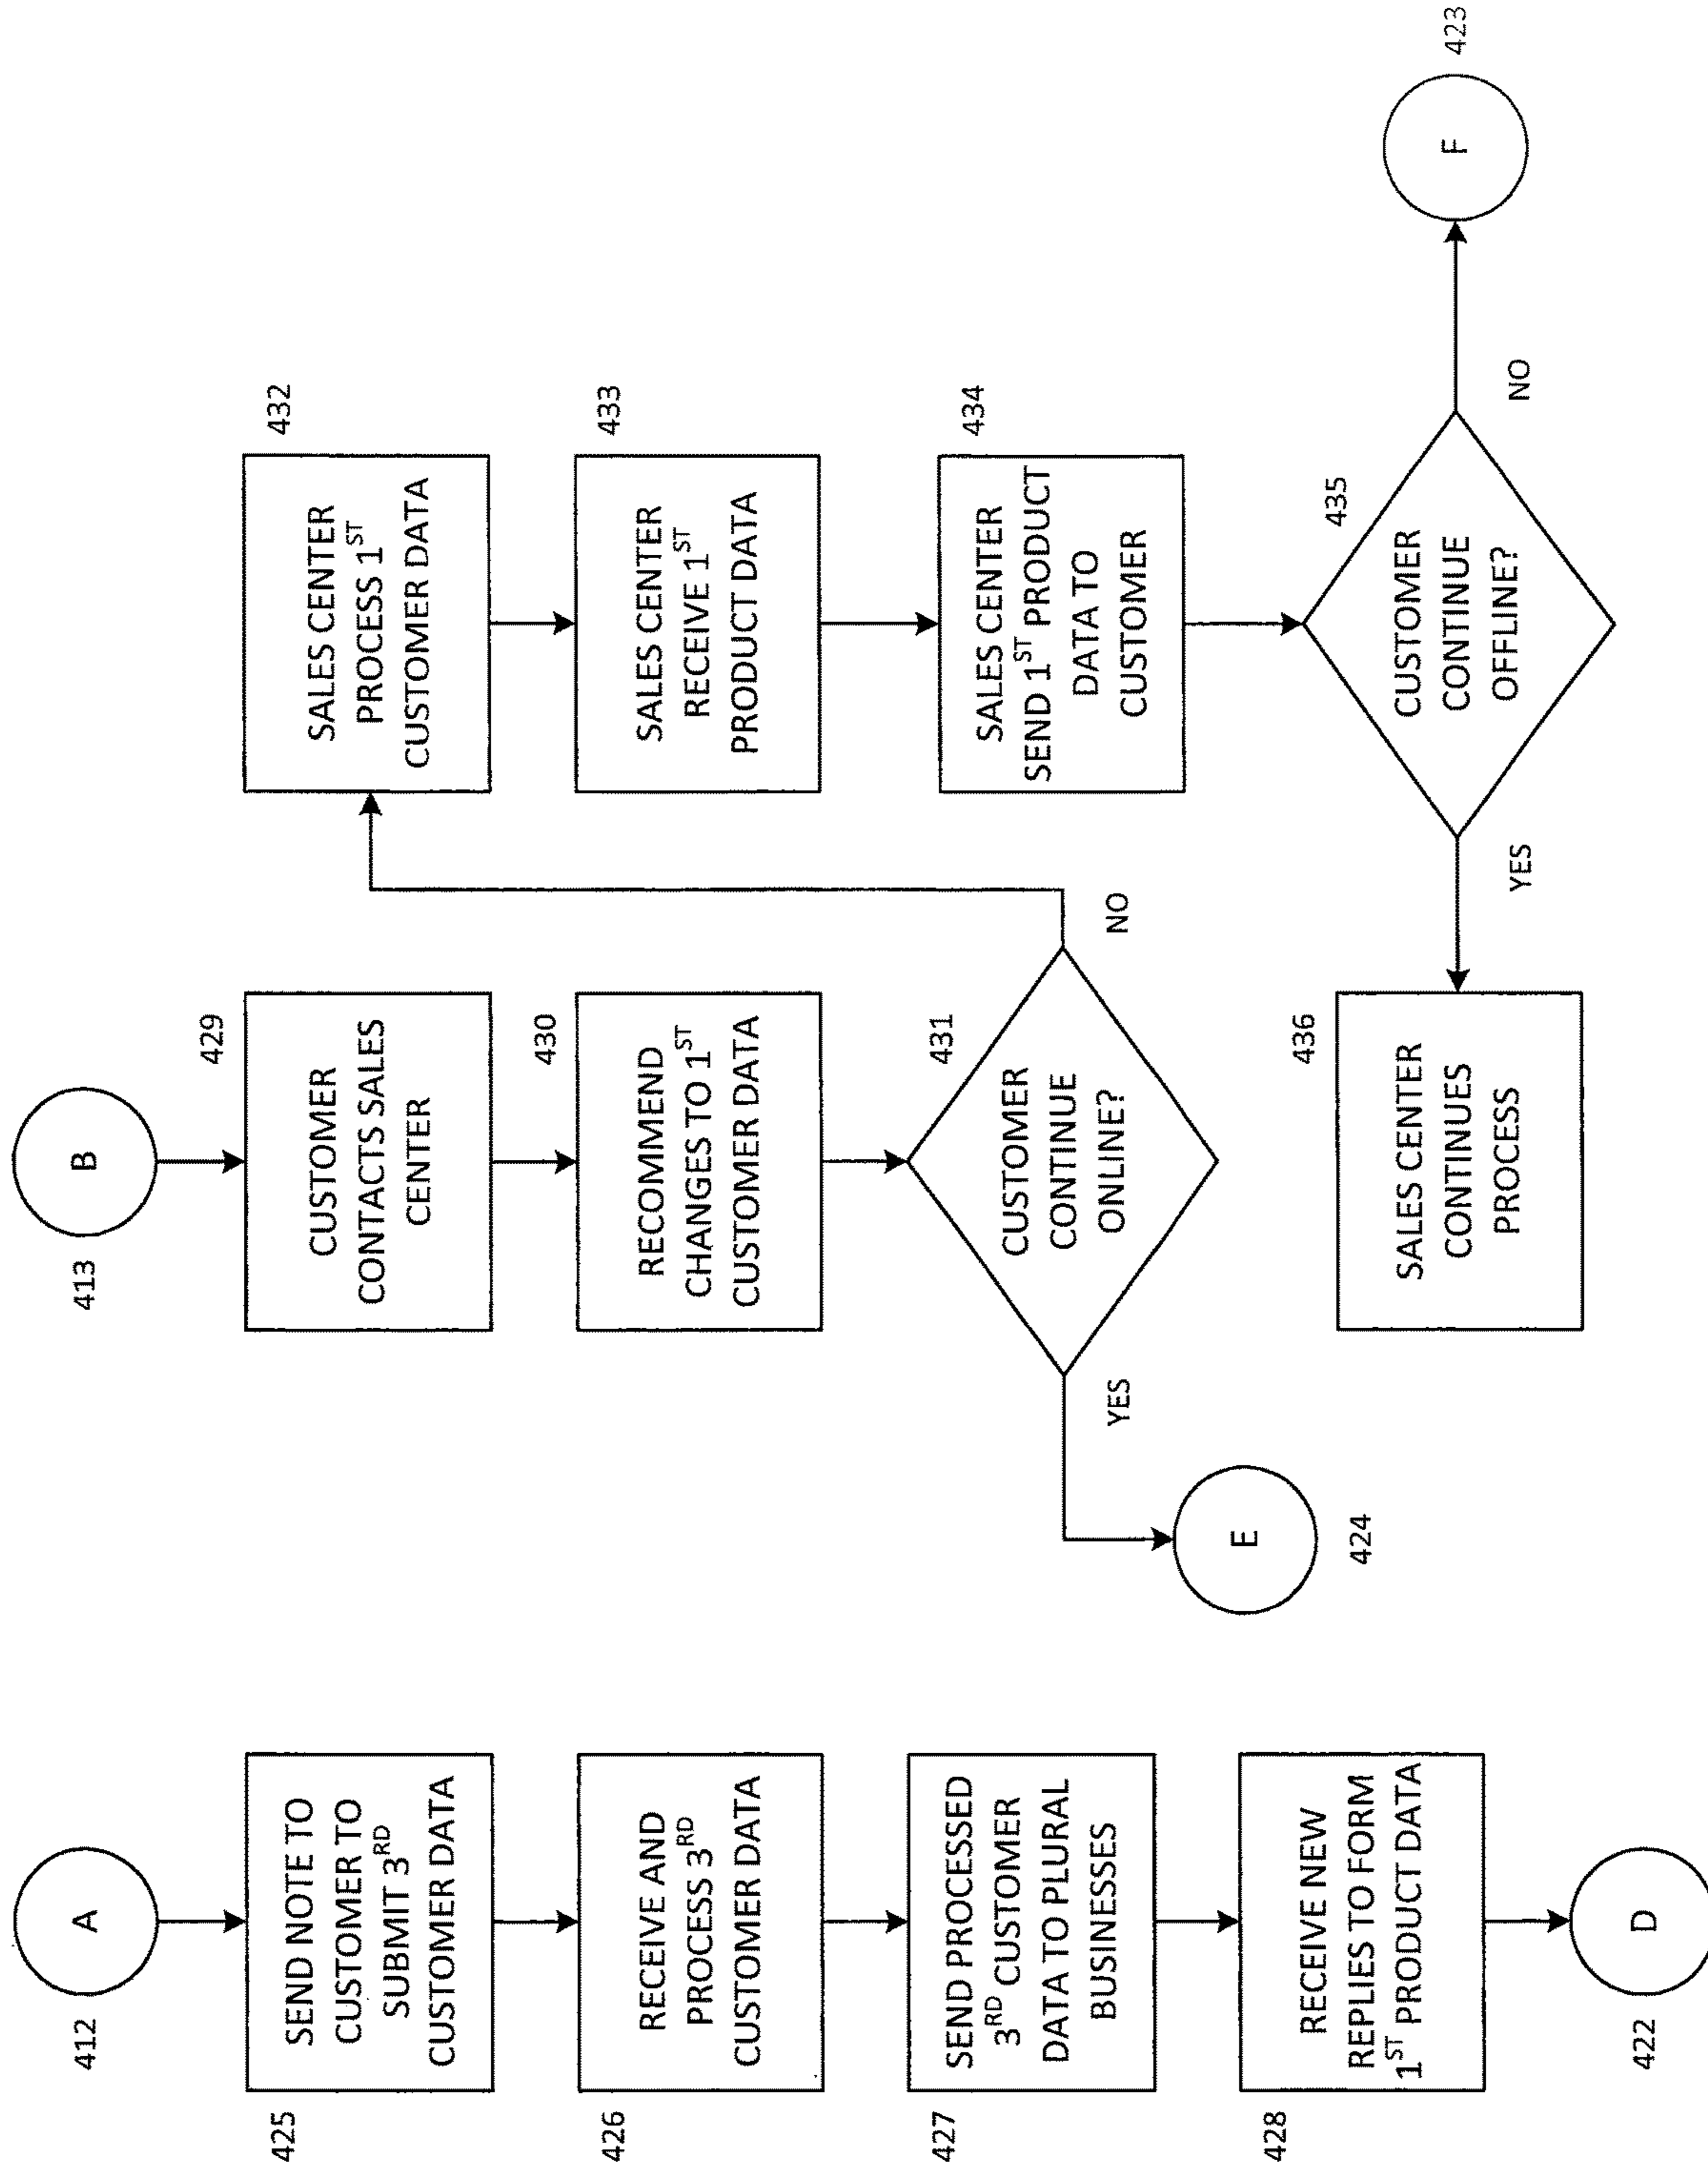 412
A
425
SEND NOTE TO
CUSTOMER TO
SUBMIT 3RD
CUSTOMER DATA
426
RECEIVE AND
PROCESS 3RD
CUSTOMER DATA
427
SEND PROCESSED
3RD CUSTOMER
DATA TO PLURAL
BUSINESSES
428
RECEIVE NEW
REPLIES TO FORM
1ST PRODUCT DATA
422
D
413
B
429
CUSTOMER
CONTACTS SALES
CENTER
430
RECOMMEND
CHANGES TO 1ST
CUSTOMER DATA
431
CUSTOMER
CONTINUE
ONLINE?
YES
NO
E
424
432
SALES CENTER
PROCESS 1ST
CUSTOMER DATA
433
SALES CENTER
RECEIVE 1ST
PRODUCT DATA
434
SALES CENTER
SEND 1ST PRODUCT
DATA TO
CUSTOMER
435
CUSTOMER
CONTINUE
OFFLINE?
YES
NO
436
SALES CENTER
CONTINUES
PROCESS
F
423